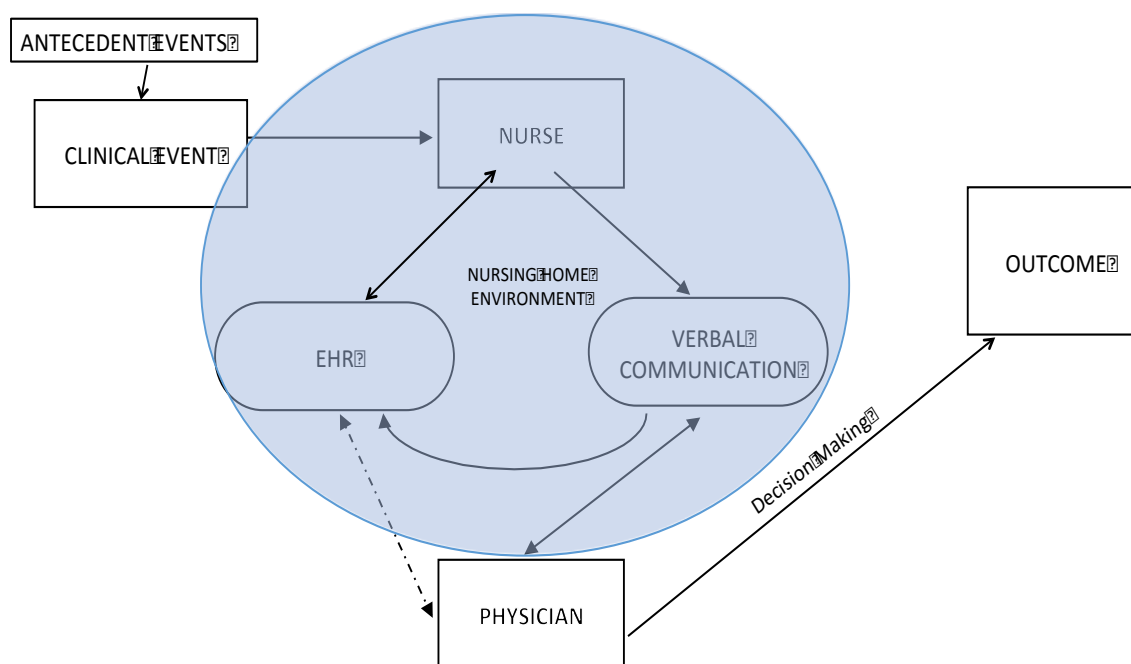 ANTECEDENT EVENTS
CLINICAL EVENT
NURSE
NURSING HOME
ENVIRONMENT
OUTCOME
EHR
VERBAL
COMMUNICATION
Decision Making
PHYSICIAN